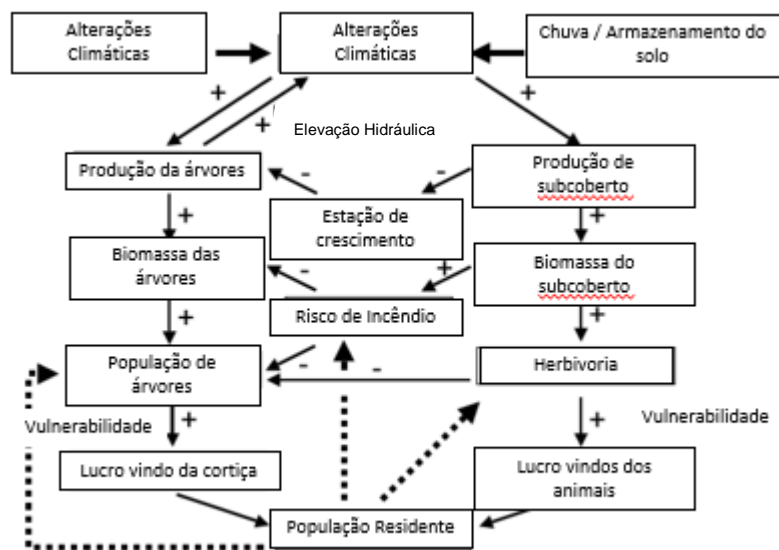 Alterações
Climáticas
Alterações
Climáticas
Chuva / Armazenamento do
solo
+
+
+
Elevação Hidráulica
Produção da árvores
-
-
Produção de
subcoberto
+
Estação de
crescimento
+
Biomassa das
árvores
-
+
Biomassa do
subcoberto
+
Risco de Incêndio
+
População de
árvores
-
-
Herbivoria
Vulnerabilidade
+
+
Vulnerabilidade
Lucro vindo da cortiça
Lucro vindos dos
animais
População Residente